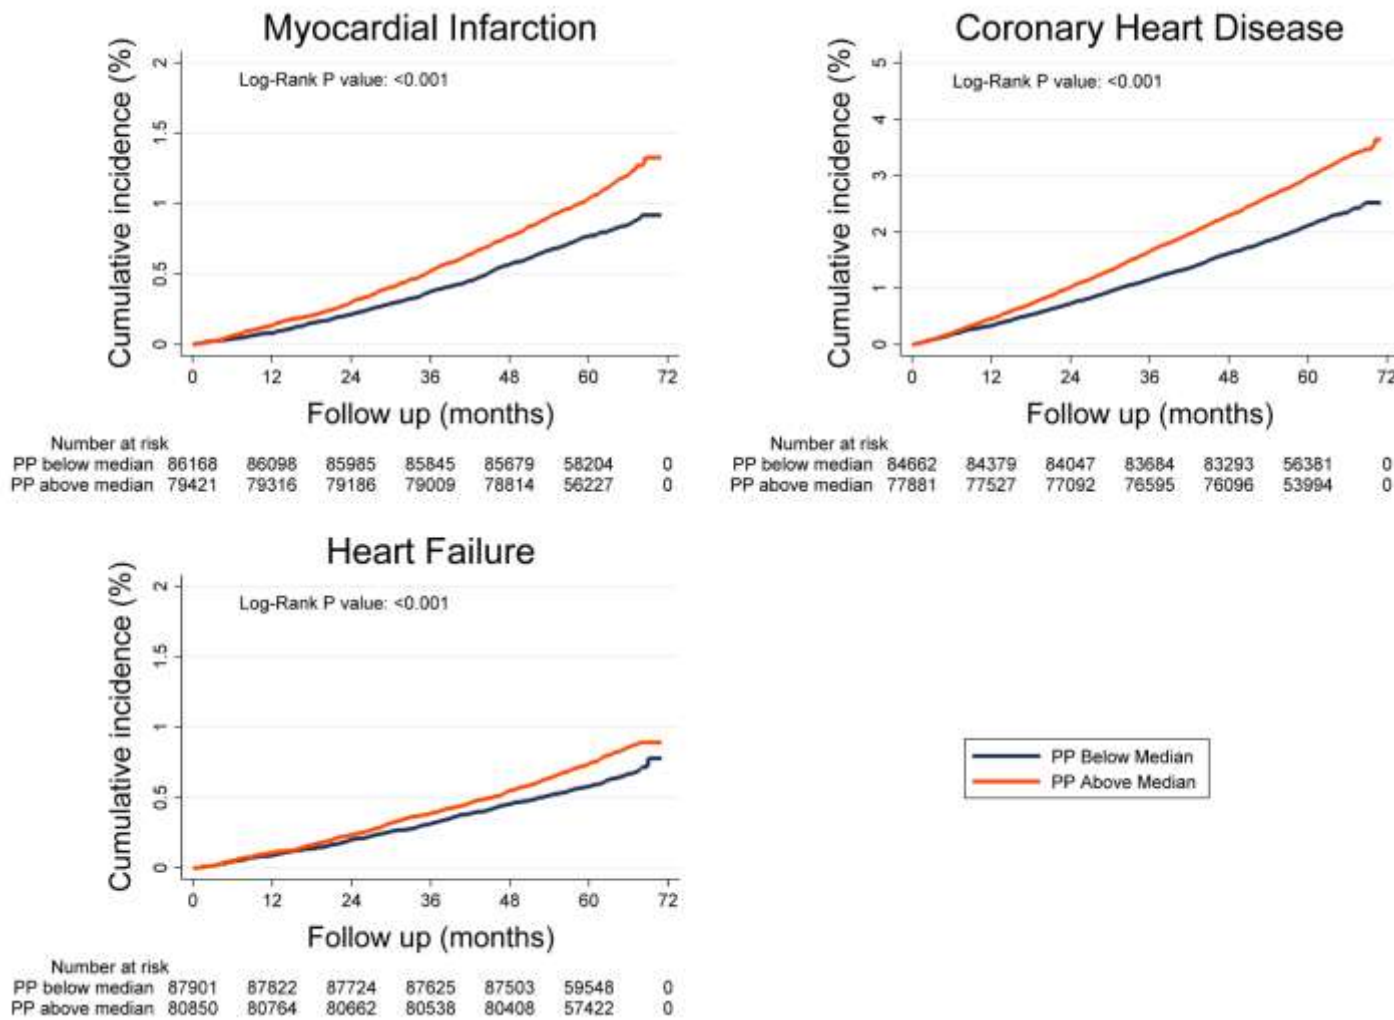 Myocardial Infarction
Cumulative incidence (%)
2
1.5
1
0.5
0
Log-Rank P value: <0.001
0 12 24 36 48 60 72
Follow up (months)
Number at risk
PP below median 86168 86098 85985 85845 85679 58204 0
PP above median 79421 79316 79186 79009 78814 56227 0
Coronary Heart Disease
Cumulative incidence (%)
5
4
3
2
1
0
Log-Rank P value: <0.001
0 12 24 36 48 60 72
Follow up (months)
Number at risk
PP below median 84662 84379 84047 83684 83293 56381 0
PP above median 77881 77527 77092 76595 76096 53994 0
Heart Failure
Cumulative incidence (%)
2
1.5
1
0.5
0
Log-Rank P value: <0.001
0 12 24 36 48 60 72
Follow up (months)
Number at risk
PP below median 87901 87822 87724 87625 87503 59548 0
PP above median 80850 80764 80662 80538 80408 57422 0
PP Below Median
PP Above Median